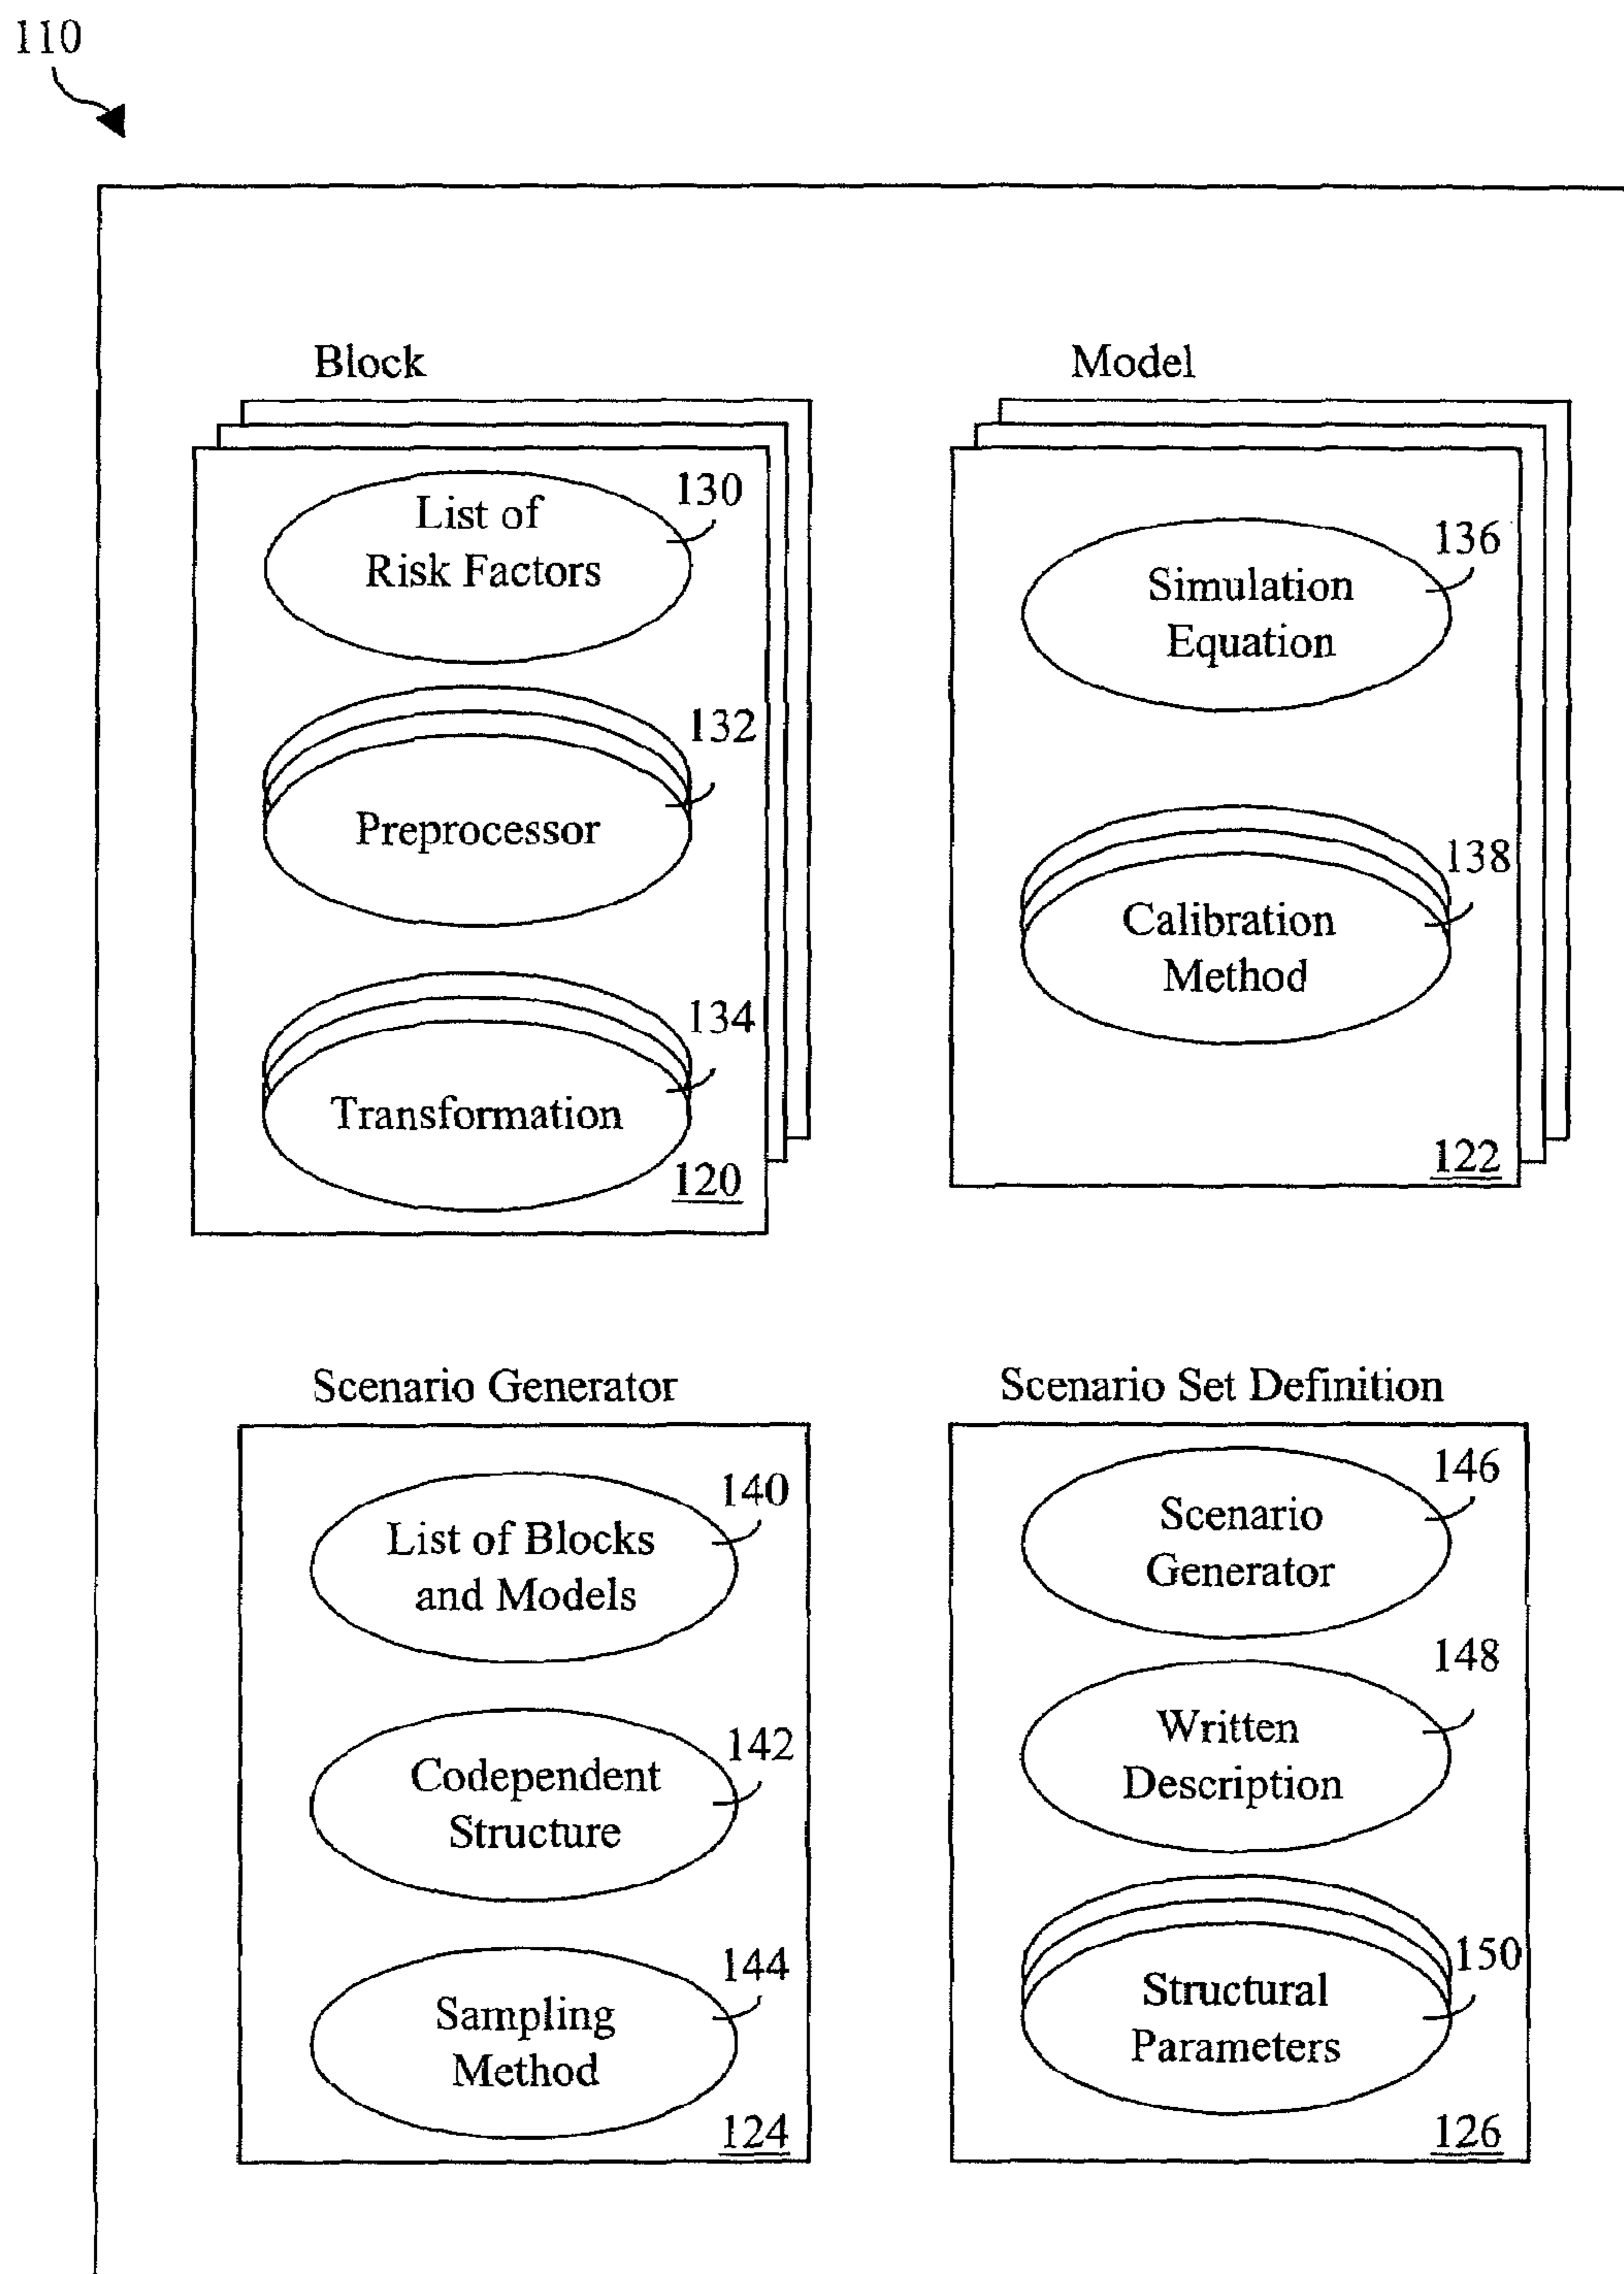 110
Block
130
List of
Risk Factors
132
Preprocessor
134
Transformation
120
Model
136
Simulation
Equation
138
Calibration
Method
122
Scenario Generator
140
List of Blocks
and Models
142
Codependent
Structure
144
Sampling
Method
124
Scenario Set Definition
146
Scenario
Generator
148
Written
Description
150
Structural
Parameters
126